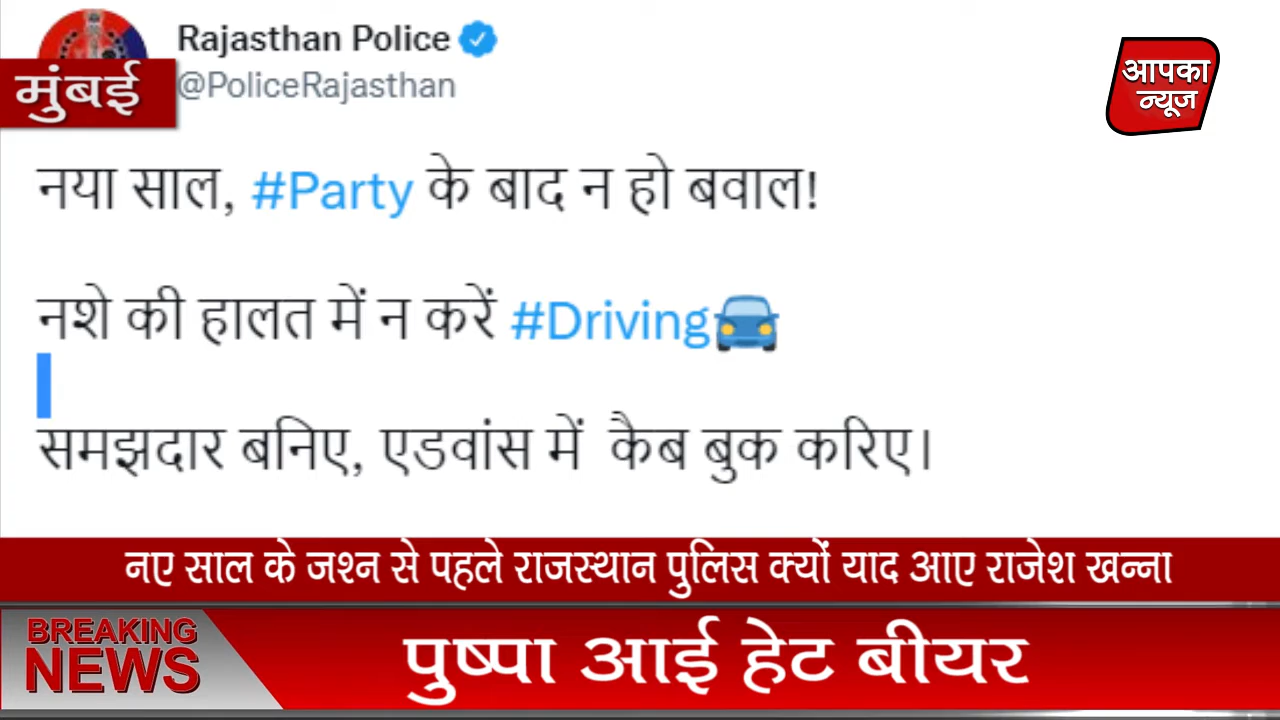 Rajasthan Police
@PoliceRajasthan
मुंबई
आपका
न्यूज
नया साल, #Party के बाद न हो बवाल!
नशे की हालत में न करें #Driving🚘
समझदार बनिए, एडवांस में कैब बुक करिए।
नए साल के जश्न से पहले राजस्थान पुलिस क्यों याद आए राजेश खन्ना
BREAKING
NEWS
पुष्पा आई हेट बीयर